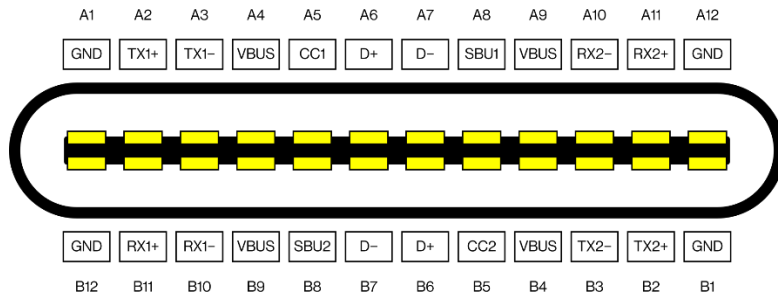 A1 A2 A3 A4 A5 A6 A7 A8 A9 A10 A11 A12
GND TX1+ TX1− VBUS CC1 D+ D− SBU1 VBUS RX2− RX2+ GND
GND RX1+ RX1− VBUS SBU2 D− D+ CC2 VBUS TX2− TX2+ GND
B12 B11 B10 B9 B8 B7 B6 B5 B4 B3 B2 B1